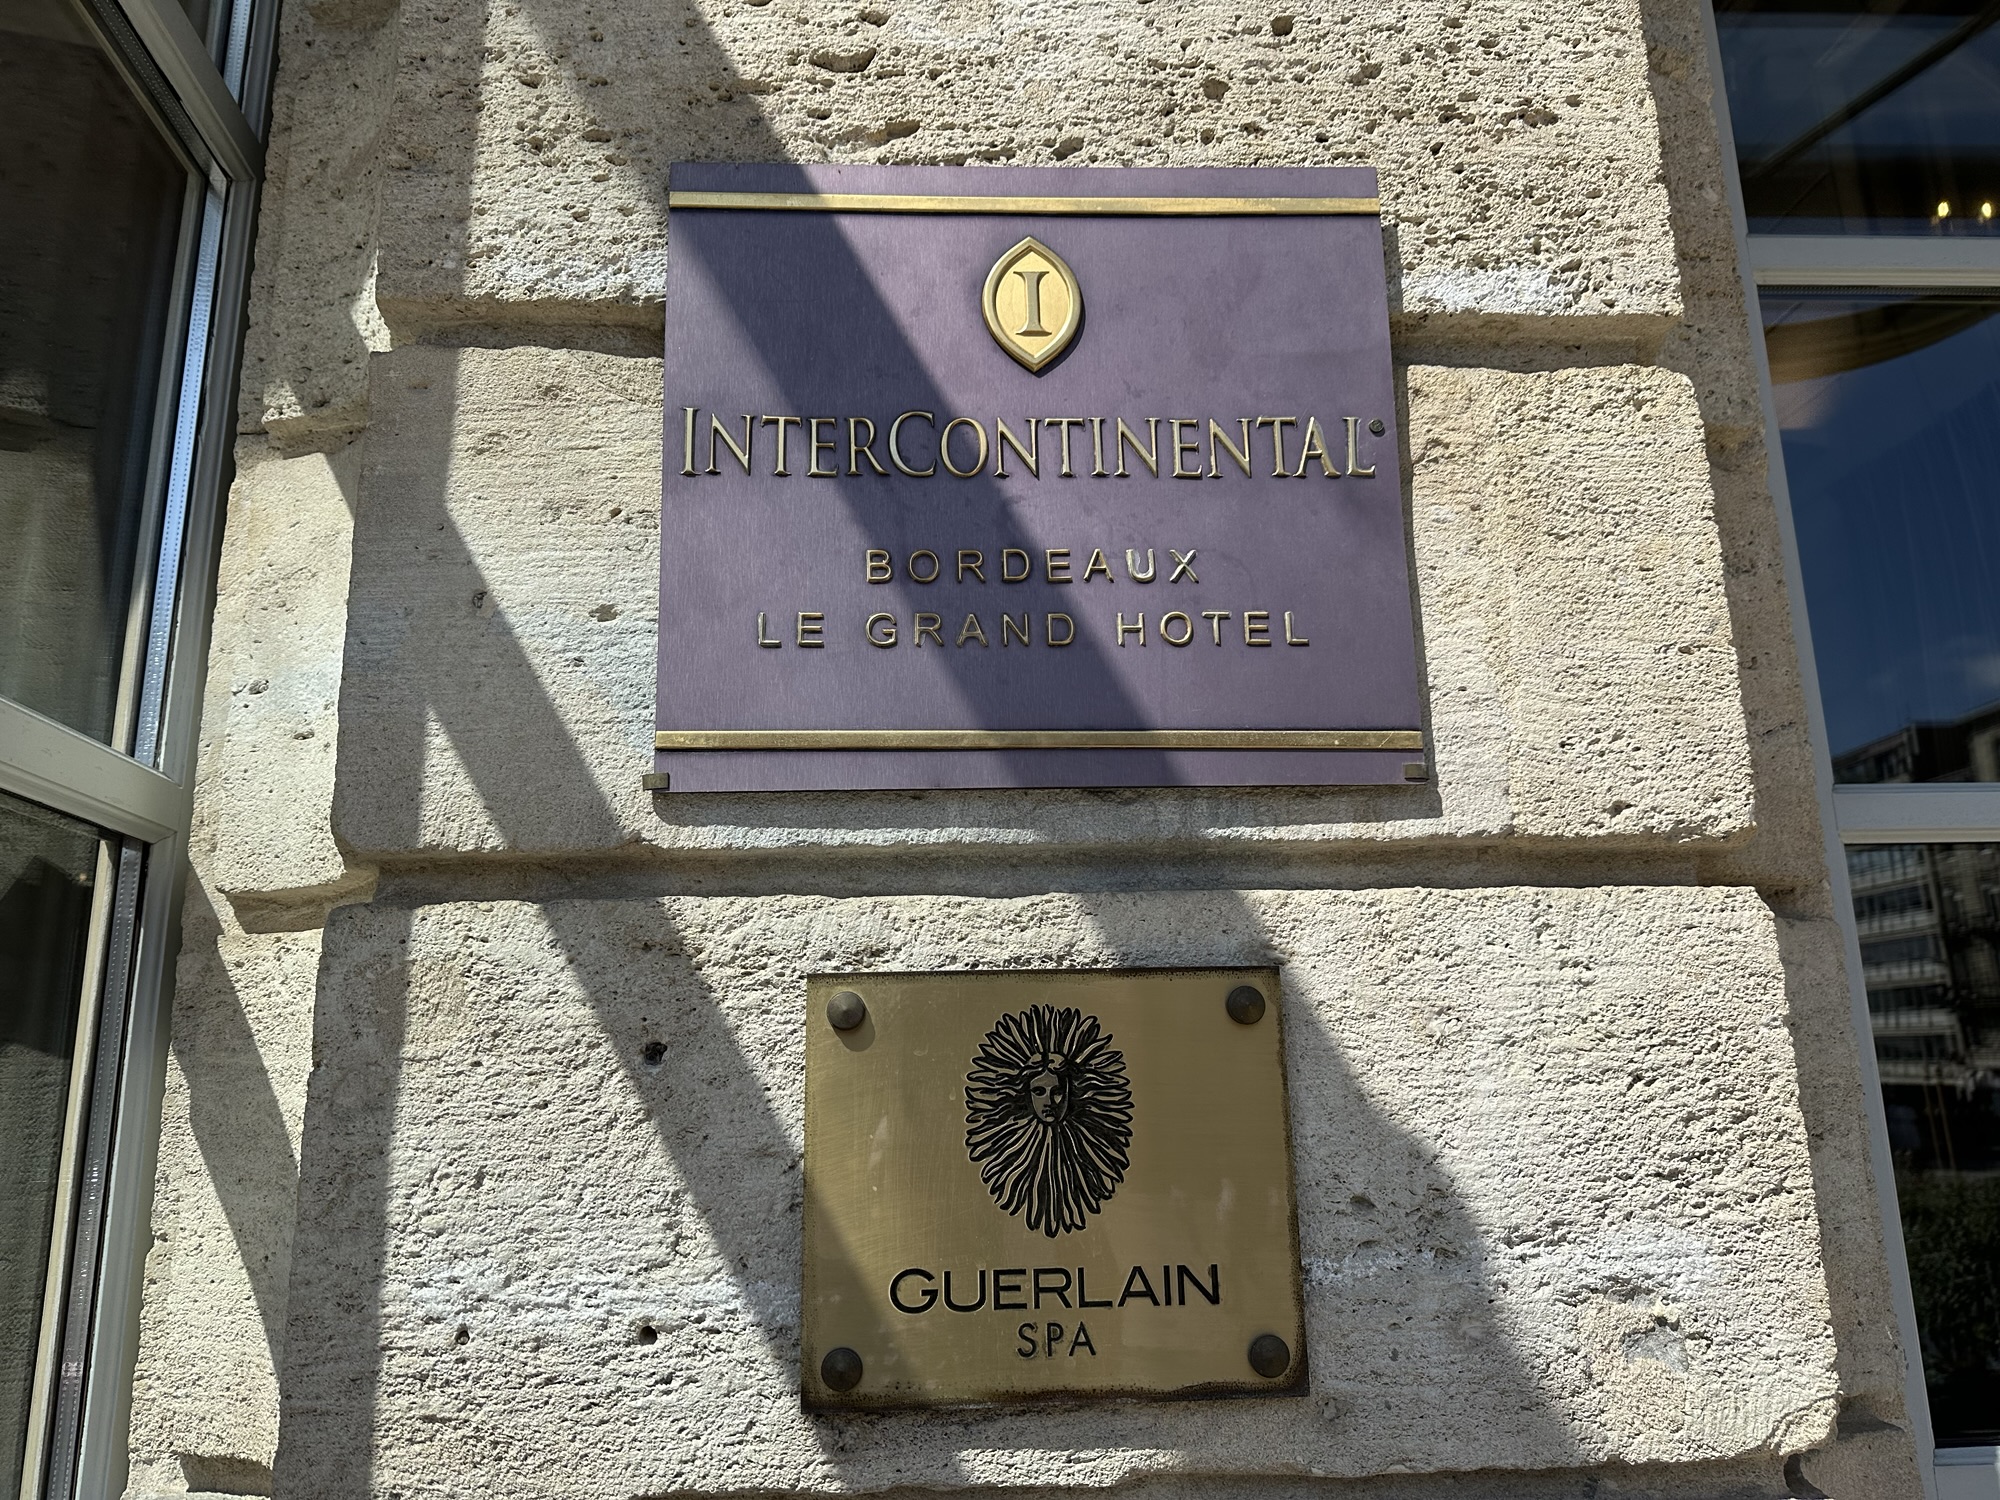 I
INTERCONTINENTAL®
BORDEAUX
LE GRAND HOTEL
GUERLAIN
SPA